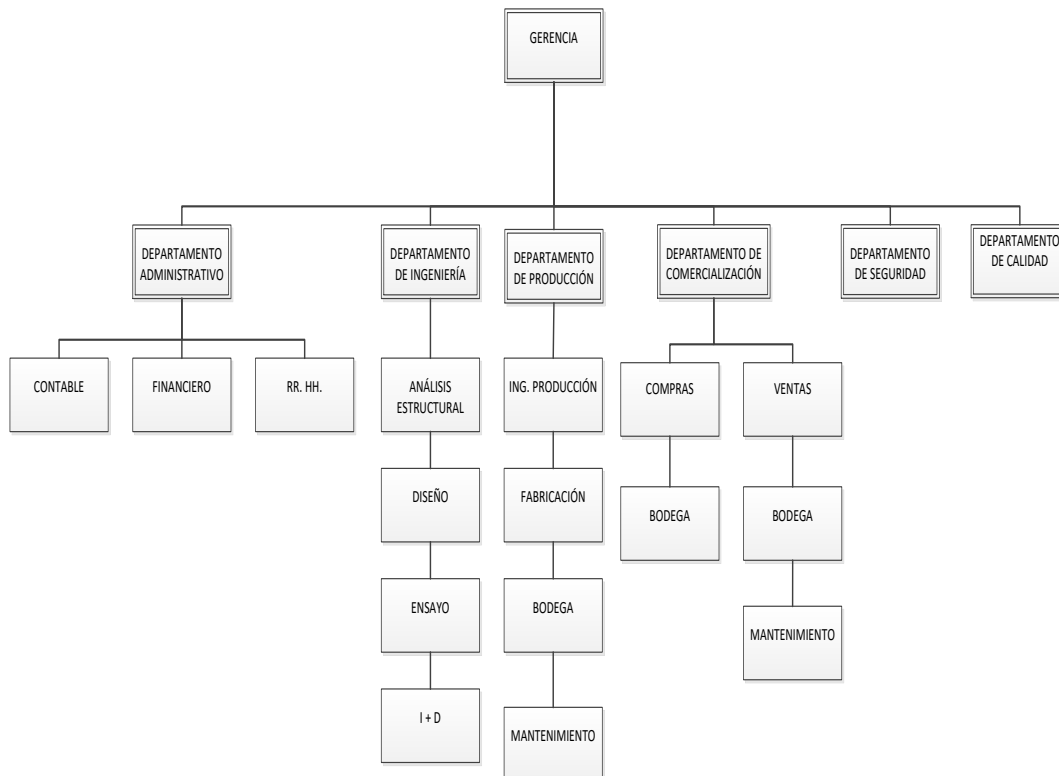 GERENCIA
DEPARTAMENTO
ADMINISTRATIVO
DEPARTAMENTO
DE INGENIERÍA
DEPARTAMENTO
DE PRODUCCIÓN
DEPARTAMENTO DE
COMERCIALIZACIÓN
DEPARTAMENTO
DE SEGURIDAD
DEPARTAMENTO
DE CALIDAD
CONTABLE
FINANCIERO
RR. HH.
ANÁLISIS
ESTRUCTURAL
ING. PRODUCCIÓN
COMPRAS
VENTAS
DISEÑO
FABRICACIÓN
BODEGA
BODEGA
ENSAYO
BODEGA
MANTENIMIENTO
I + D
MANTENIMIENTO